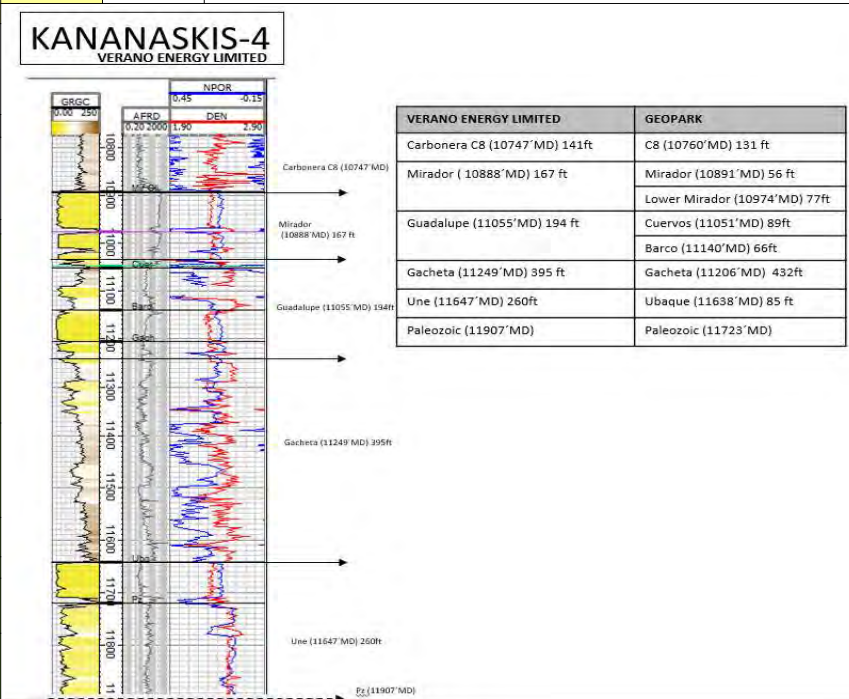 KANANASKIS-4
VERANO ENERGY LIMITED
NPOR
0.45 -0.15
GRGC
0.00 250
AFRD
0.20 2000
DEN
1.90 2.90
10800
11100
11200
11300
11400
11500
11600
11700
11800
Gach
Carbonera C8 (10747´MD)
Mirador
(10888´MD) 167 ft
Guadalupe (11055´MD) 194ft
Gacheta (11249´MD) 395ft
Une (11647´MD) 260ft
Pz (11907´MD)
VERANO ENERGY LIMITED GEOPARK
Carbonera C8 (10747´MD) 141ft C8 (10760´MD) 131 ft
Mirador ( 10888´MD) 167 ft Mirador (10891´MD) 56 ft
Lower Mirador (10974´MD) 77ft
Guadalupe (11055´MD) 194 ft Cuervos (11051´MD) 89ft
Barco (11140´MD) 66ft
Gacheta (11249´MD) 395 ft Gacheta (11206´MD) 432ft
Une (11647´MD) 260ft Ubaque (11638´MD) 85 ft
Paleozoic (11907´MD) Paleozoic (11723´MD)